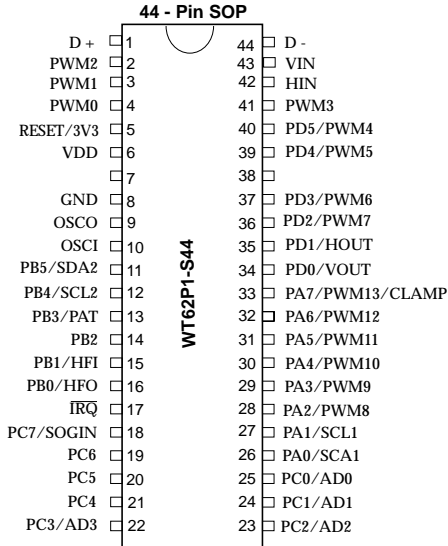 44 - Pin SOP
D + 1 44 D -
PWM2 2 43 VIN
PWM1 3 42 HIN
PWM0 4 41 PWM3
RESET/3V3 5 40 PD5/PWM4
VDD 6 39 PD4/PWM5
7 38
GND 8 37 PD3/PWM6
OSCO 9 36 PD2/PWM7
OSCI 10 35 PD1/HOUT
PB5/SDA2 11 34 PD0/VOUT
PB4/SCL2 12 33 PA7/PWM13/CLAMP
PB3/PAT 13 32 PA6/PWM12
PB2 14 31 PA5/PWM11
PB1/HFI 15 30 PA4/PWM10
PB0/HFO 16 29 PA3/PWM9
IRQ 17 28 PA2/PWM8
PC7/SOGIN 18 27 PA1/SCL1
PC6 19 26 PA0/SCA1
PC5 20 25 PC0/AD0
PC4 21 24 PC1/AD1
PC3/AD3 22 23 PC2/AD2
WT62P1-S44